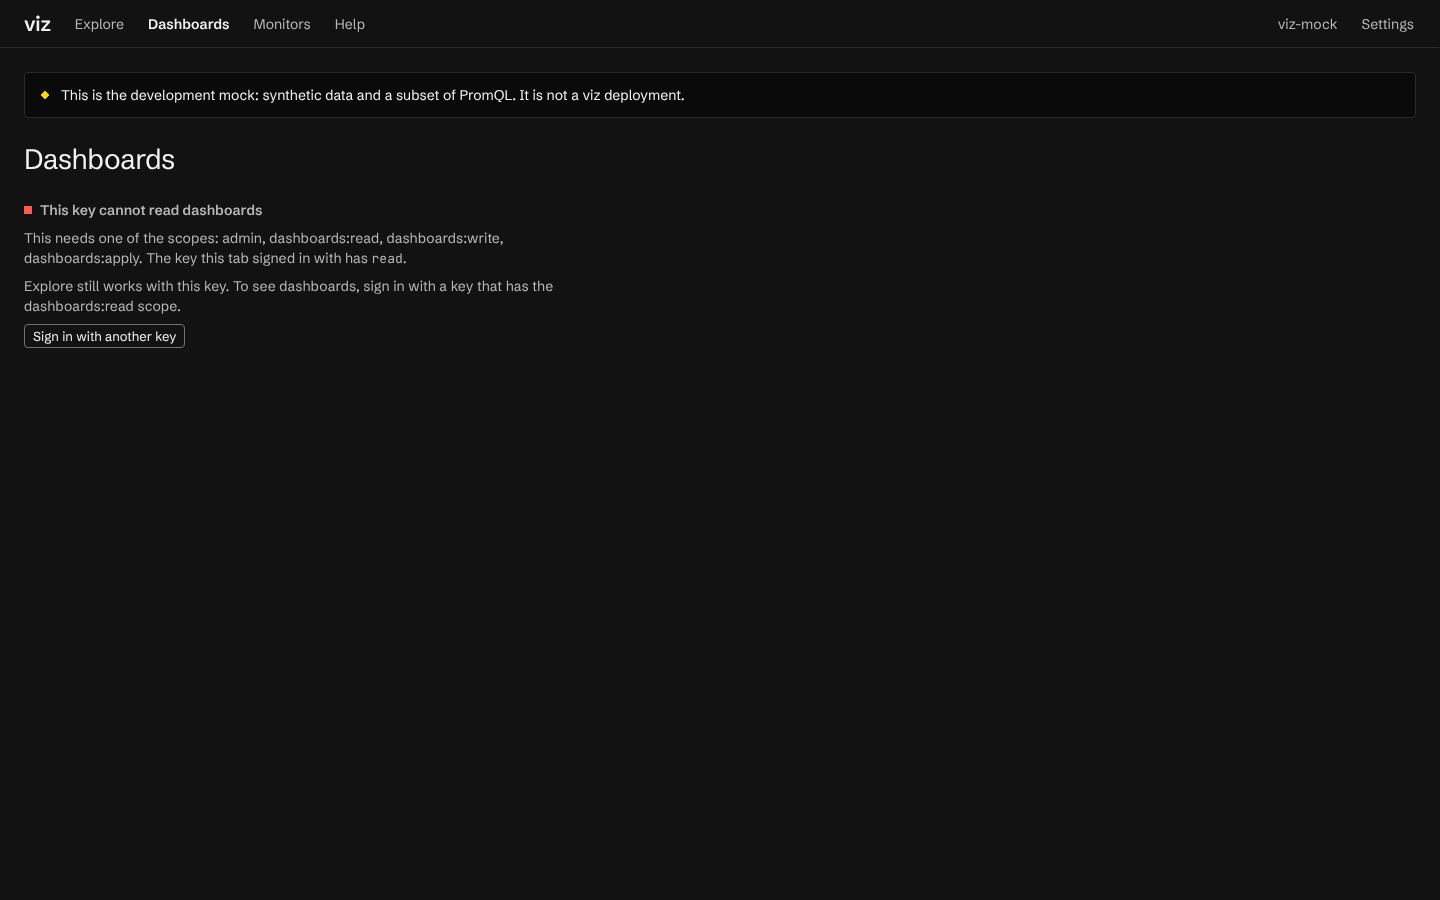 viz Explore Dashboards Monitors Help viz-mock Settings
This is the development mock: synthetic data and a subset of PromQL. It is not a viz deployment.
Dashboards
This key cannot read dashboards
This needs one of the scopes: admin, dashboards:read, dashboards:write,
dashboards:apply. The key this tab signed in with has read.
Explore still works with this key. To see dashboards, sign in with a key that has the
dashboards:read scope.
Sign in with another key